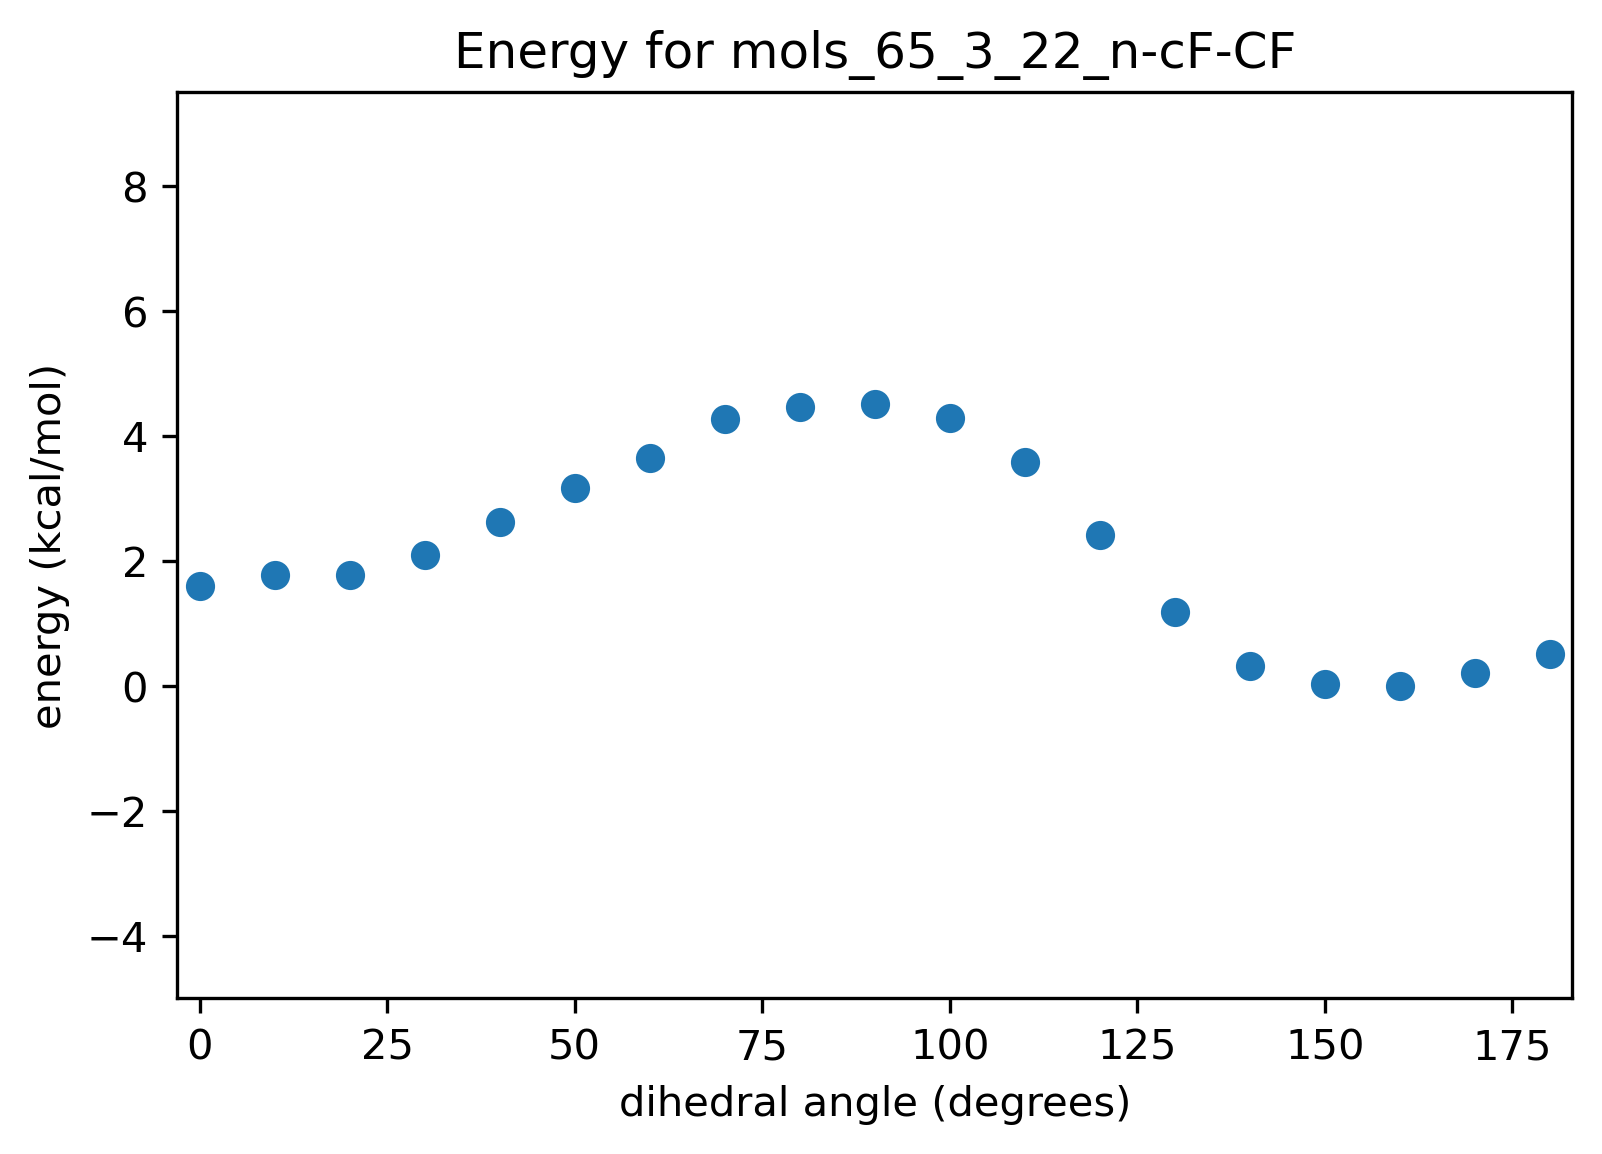 Energy for mols_65_3_22_n-cF-CF
8
6
4
2
0
−2
−4
energy (kcal/mol)
0 25 50 75 100 125 150 175
dihedral angle (degrees)